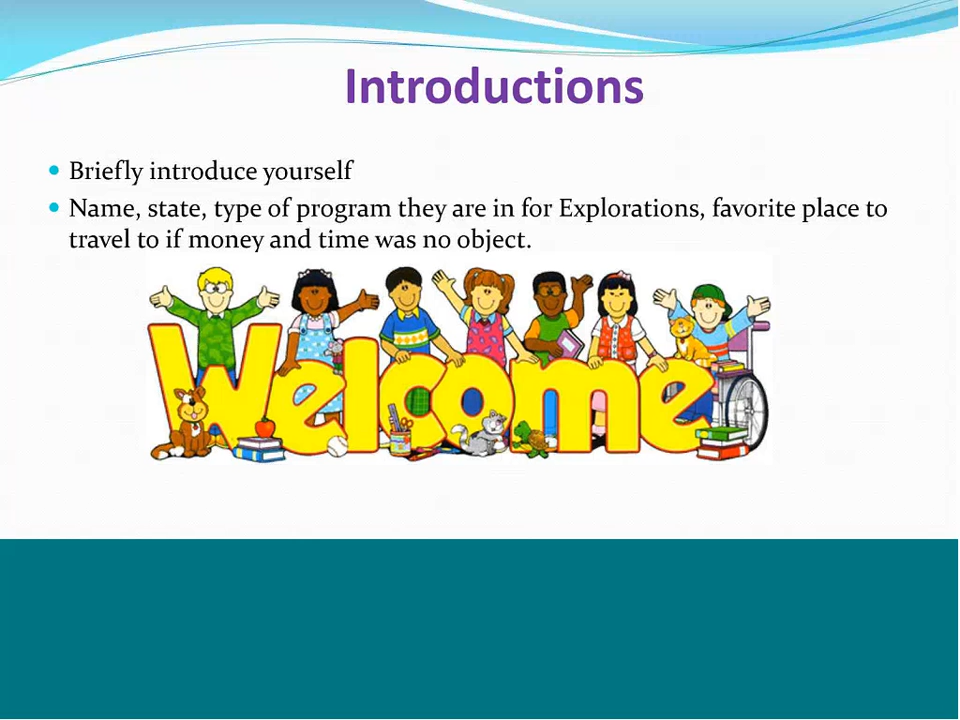 Introductions
Briefly introduce yourself
Name, state, type of program they are in for Explorations, favorite place to
travel to if money and time was no object.
Welcome